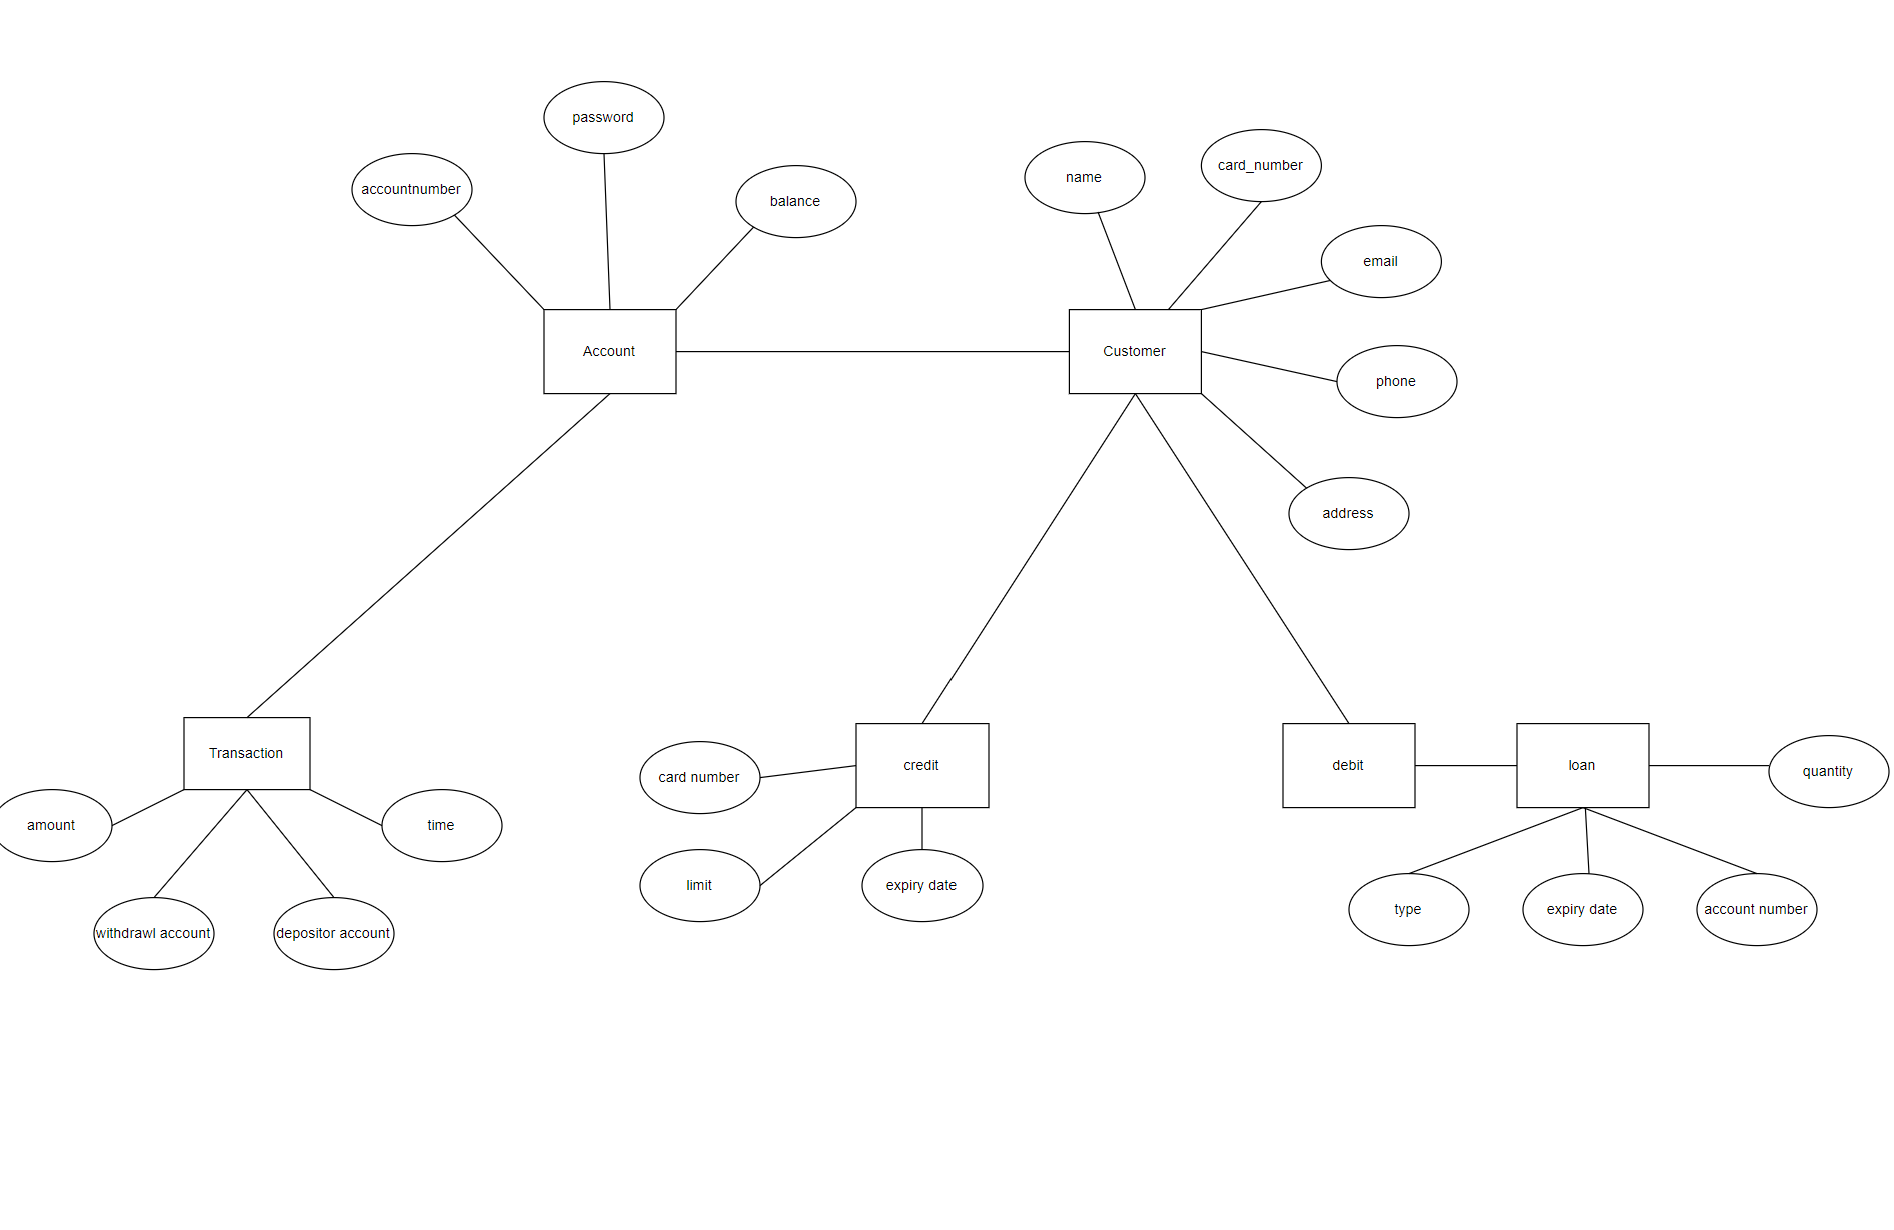 password
accountnumber
balance
name
card_number
email
Account
Customer
phone
address
Transaction
credit
debit
loan
quantity
card number
amount
time
limit
expiry date
type
expiry date
account number
withdrawl account
depositor account